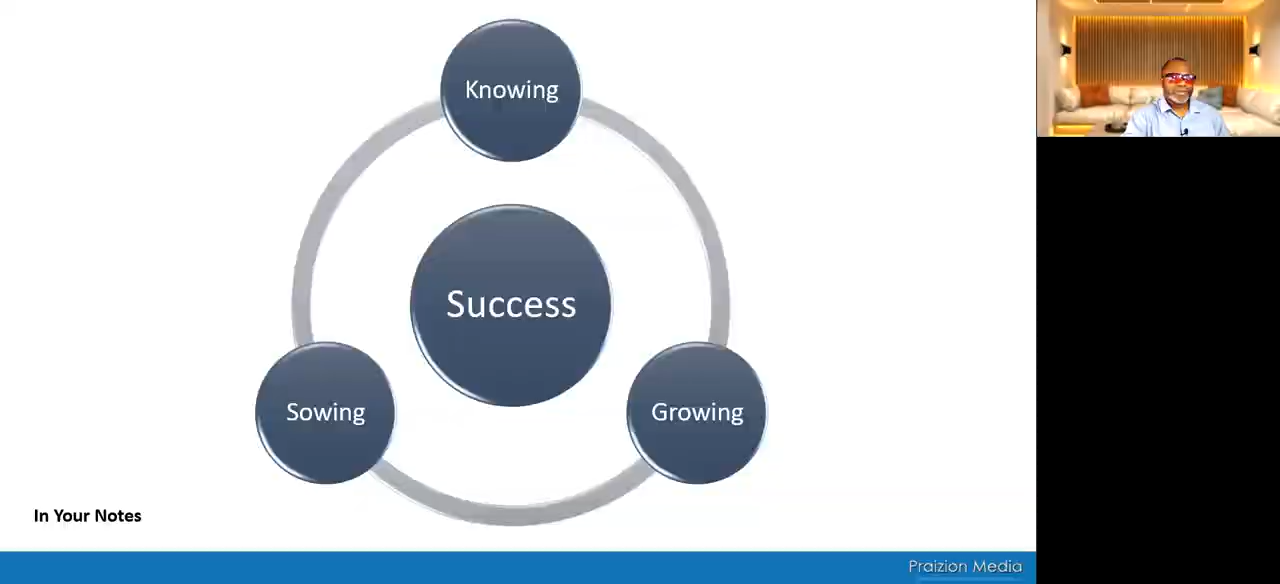 Knowing
Success
Sowing
Growing
In Your Notes
Praizion Media